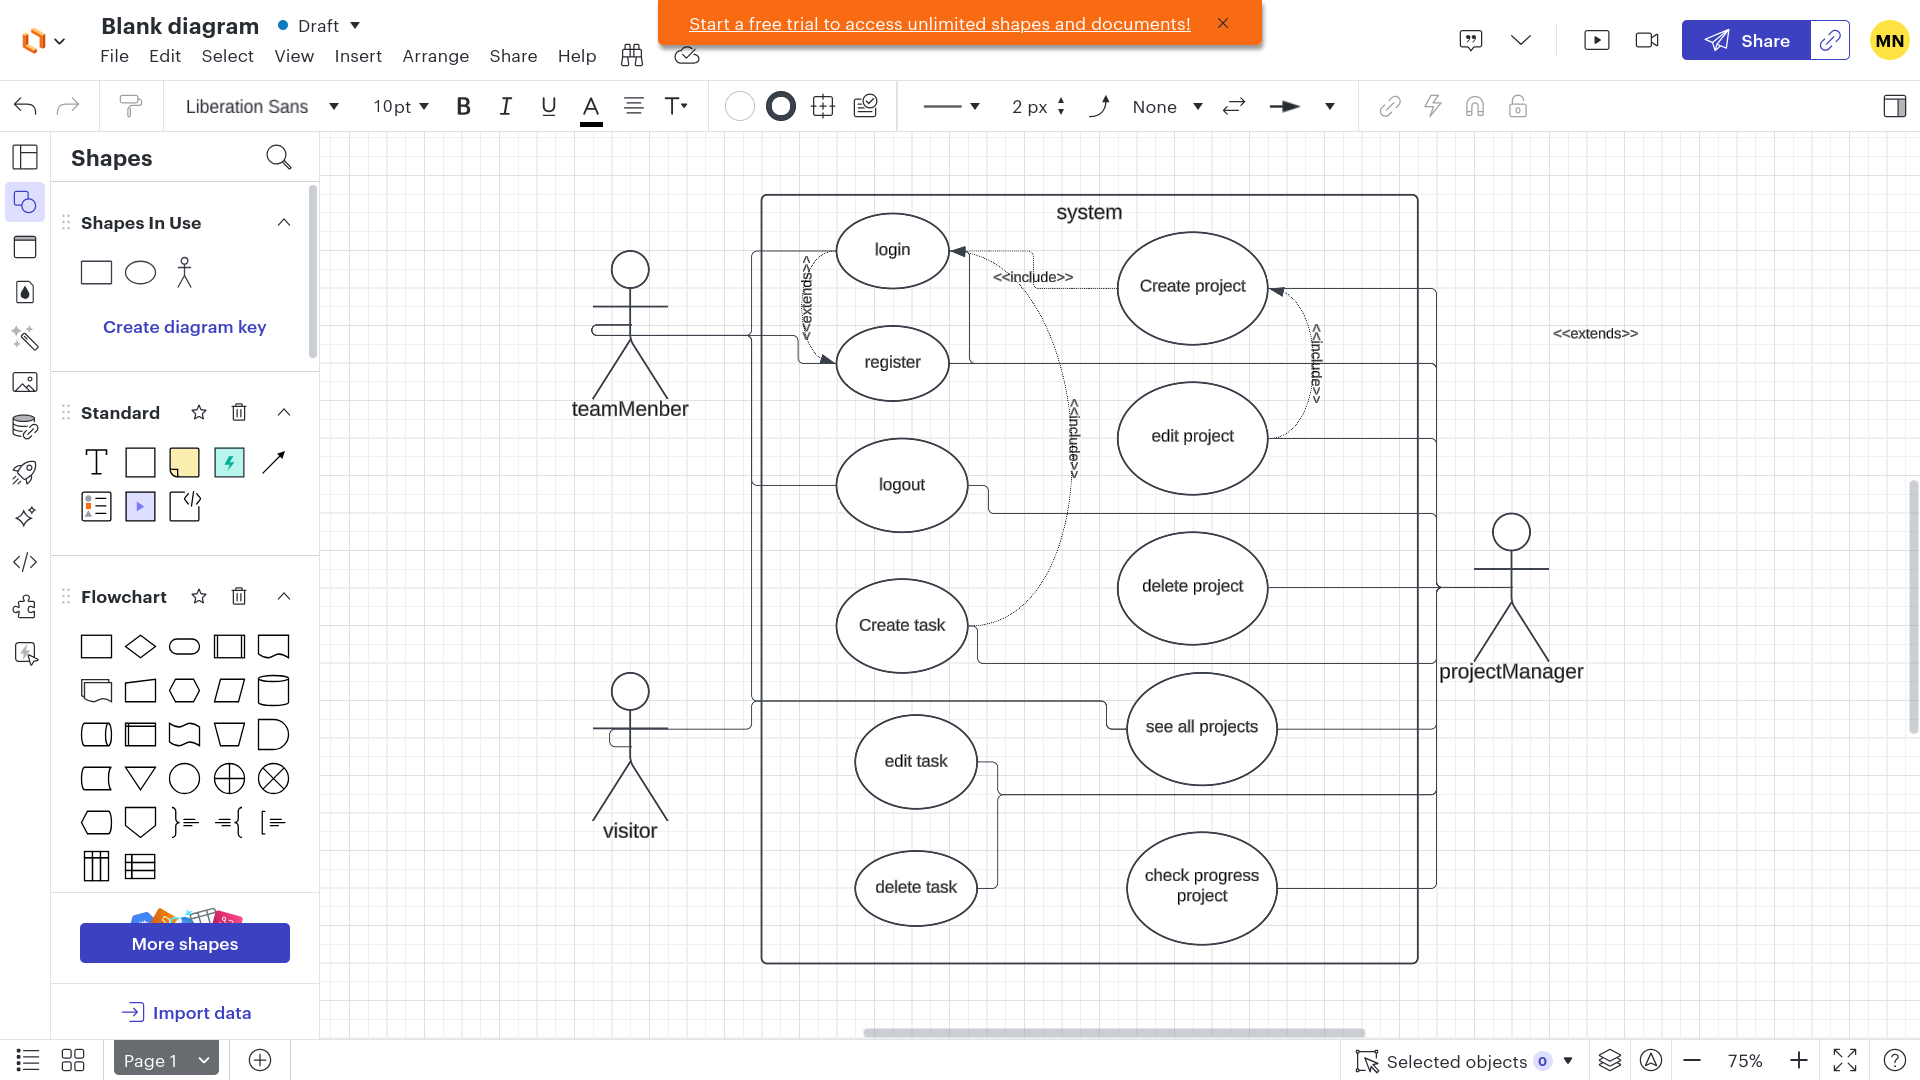 Blank diagram
Draft
Start a free trial to access unlimited shapes and documents!
File Edit Select View Insert Arrange Share Help
Share
MN
Liberation Sans
10pt
B I U A T
2 px
None
Shapes
Shapes In Use
Create diagram key
Standard
T
Flowchart
More shapes
Import data
system
login
<<include>>
Create project
<<extends>>
<<extends>>
<<include>>
register
teamMenber
<<include>>
edit project
logout
delete project
Create task
projectManager
see all projects
edit task
visitor
check progress
project
delete task
Page 1
Selected objects 0
75%